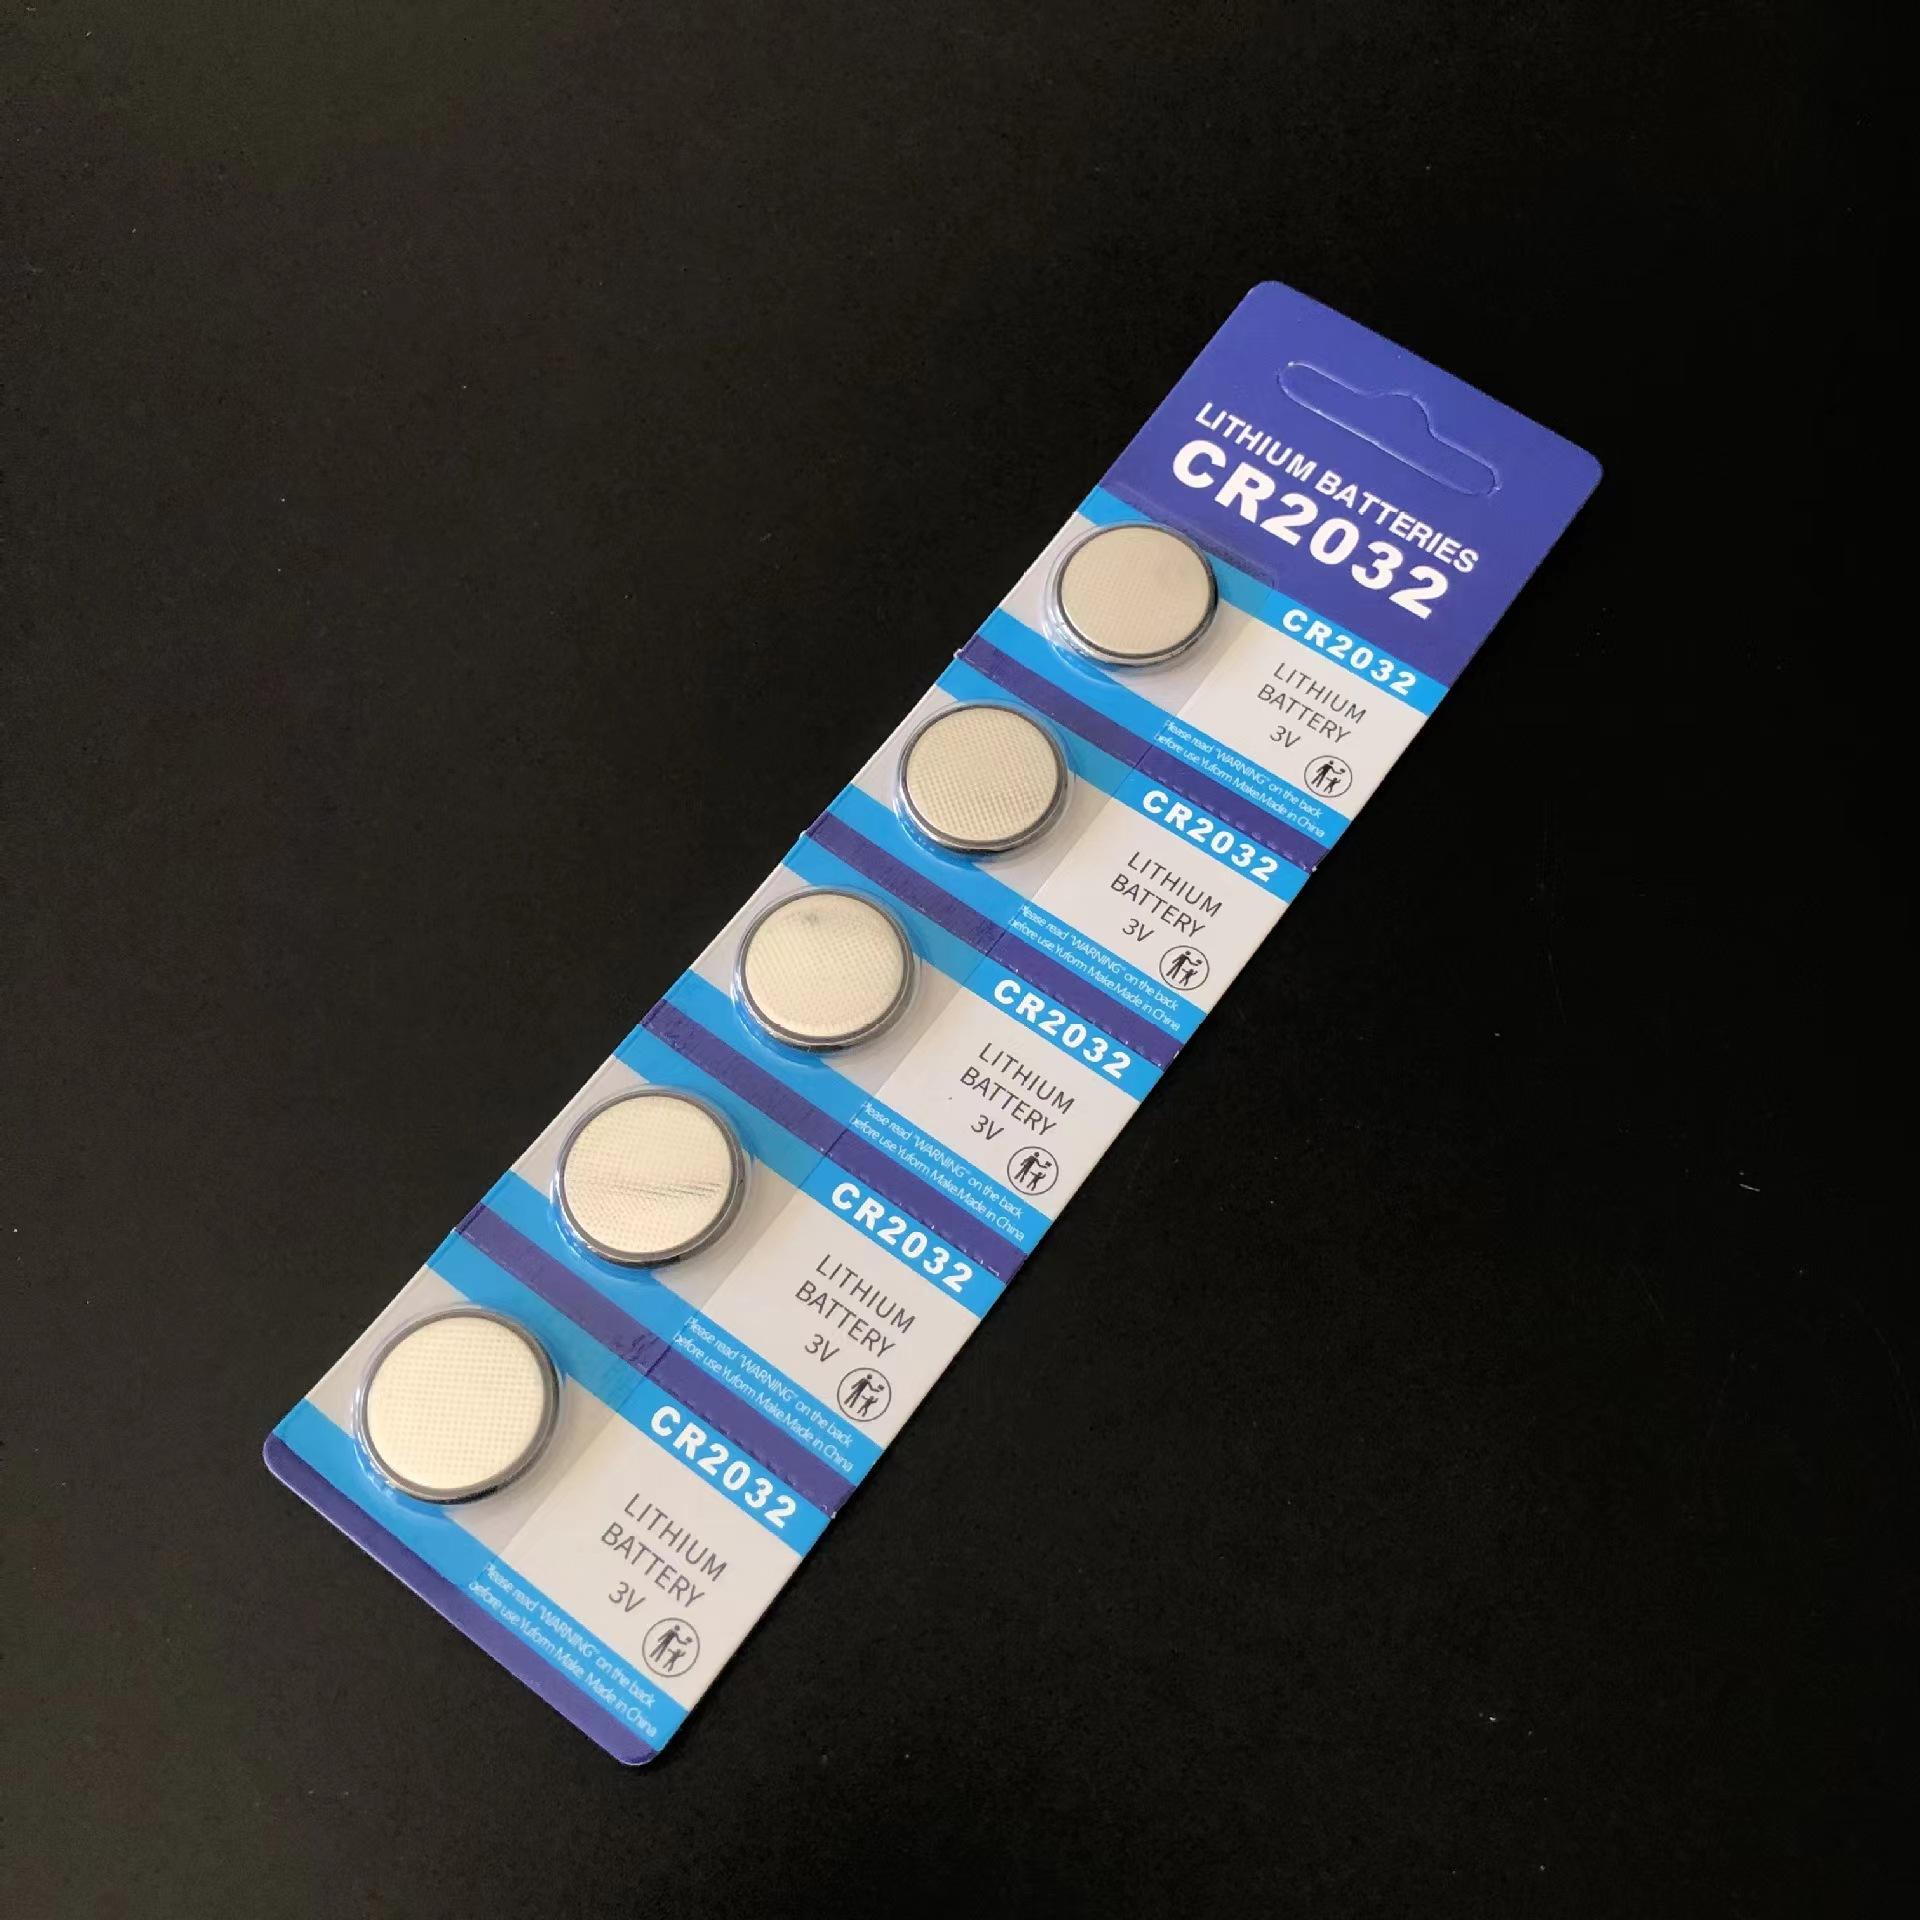 LITHIUM BATTERIES
CR2032
CR2032
LITHIUM
BATTERY
3V
Please read "WARNING" on the back
before use.Yuform Make.Made in China
CR2032
LITHIUM
BATTERY
3V
Please read "WARNING" on the back
before use.Yuform Make.Made in China
CR2032
LITHIUM
BATTERY
3V
Please read "WARNING" on the back
before use.Yuform Make.Made in China
CR2032
LITHIUM
BATTERY
3V
Please read "WARNING" on the back
before use.Yuform Make.Made in China
CR2032
LITHIUM
BATTERY
3V
Please read "WARNING" on the back
before use.Yuform Make. Made in China